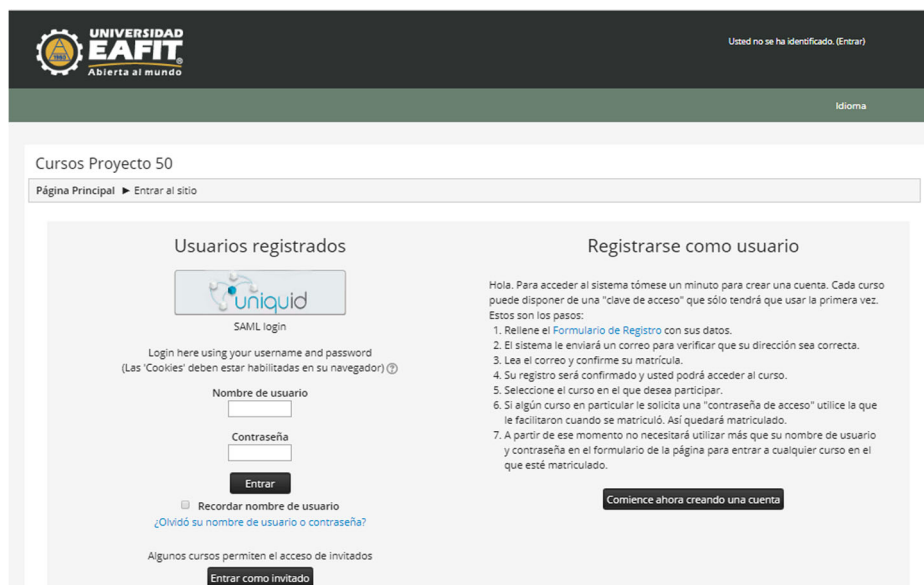 UNIVERSIDAD
EAFIT
Abierta al mundo
Usted no se ha identificado. (Entrar)
Idioma
Cursos Proyecto 50
Página Principal ► Entrar al sitio
Usuarios registrados
uniquid
SAML login
Login here using your username and password
(Las 'Cookies' deben estar habilitadas en su navegador)
Nombre de usuario
Contraseña
Entrar
Recordar nombre de usuario
¿Olvidó su nombre de usuario o contraseña?
Algunos cursos permiten el acceso de invitados
Entrar como invitado
Registrarse como usuario
Hola. Para acceder al sistema tómese un minuto para crear una cuenta. Cada curso
puede disponer de una "clave de acceso" que sólo tendrá que usar la primera vez.
Estos son los pasos:
1. Rellene el Formulario de Registro con sus datos.
2. El sistema le enviará un correo para verificar que su dirección sea correcta.
3. Lea el correo y confirme su matrícula.
4. Su registro será confirmado y usted podrá acceder al curso.
5. Seleccione el curso en el que desea participar.
6. Si algún curso en particular le solicita una "contraseña de acceso" utilice la que
le facilitaron cuando se matriculó. Así quedará matriculado.
7. A partir de ese momento no necesitará utilizar más que su nombre de usuario
y contraseña en el formulario de la página para entrar a cualquier curso en el
que esté matriculado.
Comience ahora creando una cuenta